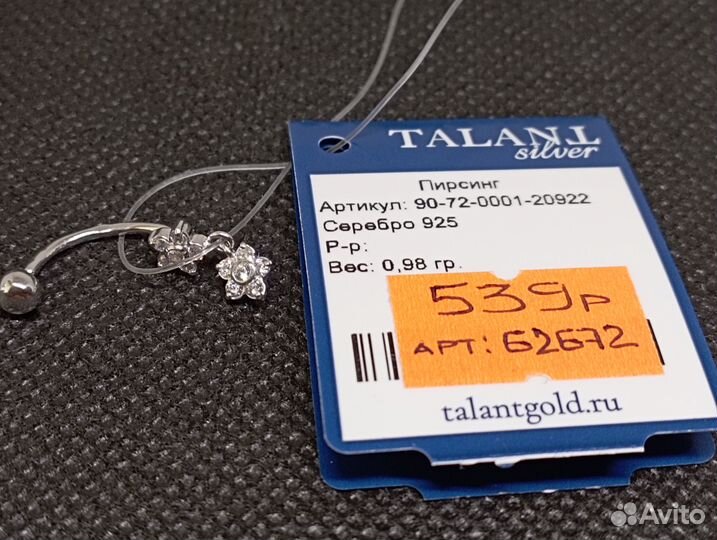 TALANT
silver
Пирсинг
Артикул: 90-72-0001-20922
Серебро 925
Р-р:
Вес: 0,98 гр.
539р
АРТ: 62672
talantgold.ru
Avito